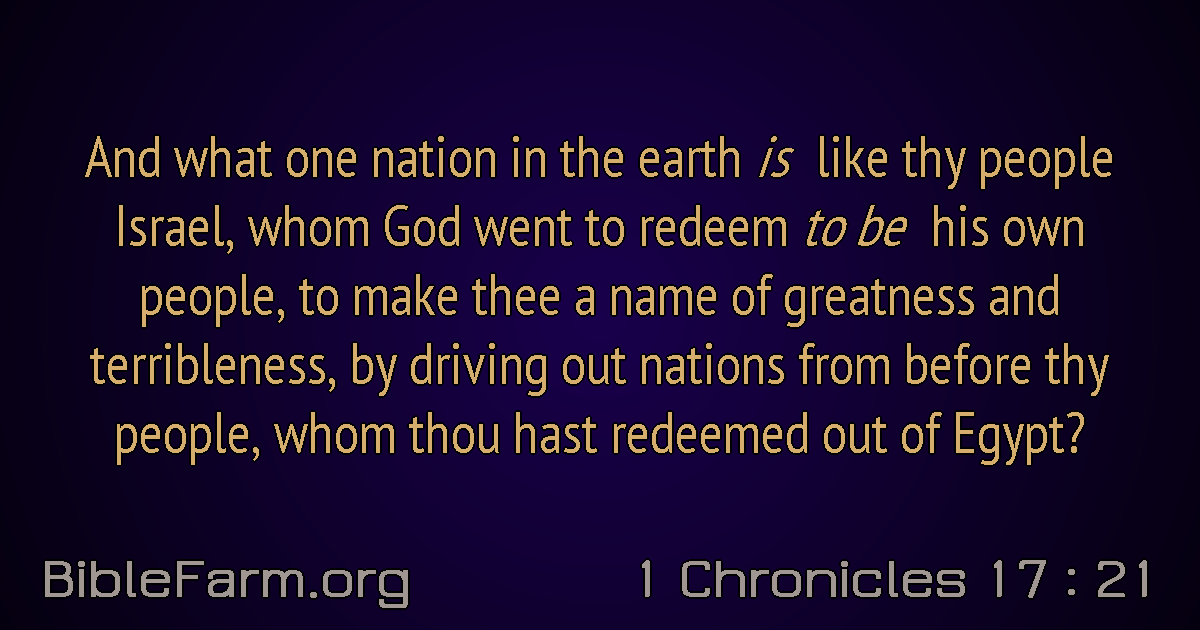 And what one nation in the earth is like thy people
Israel, whom God went to redeem to be his own
people, to make thee a name of greatness and
terribleness, by driving out nations from before thy
people, whom thou hast redeemed out of Egypt?
BibleFarm.org
1 Chronicles 17 : 21